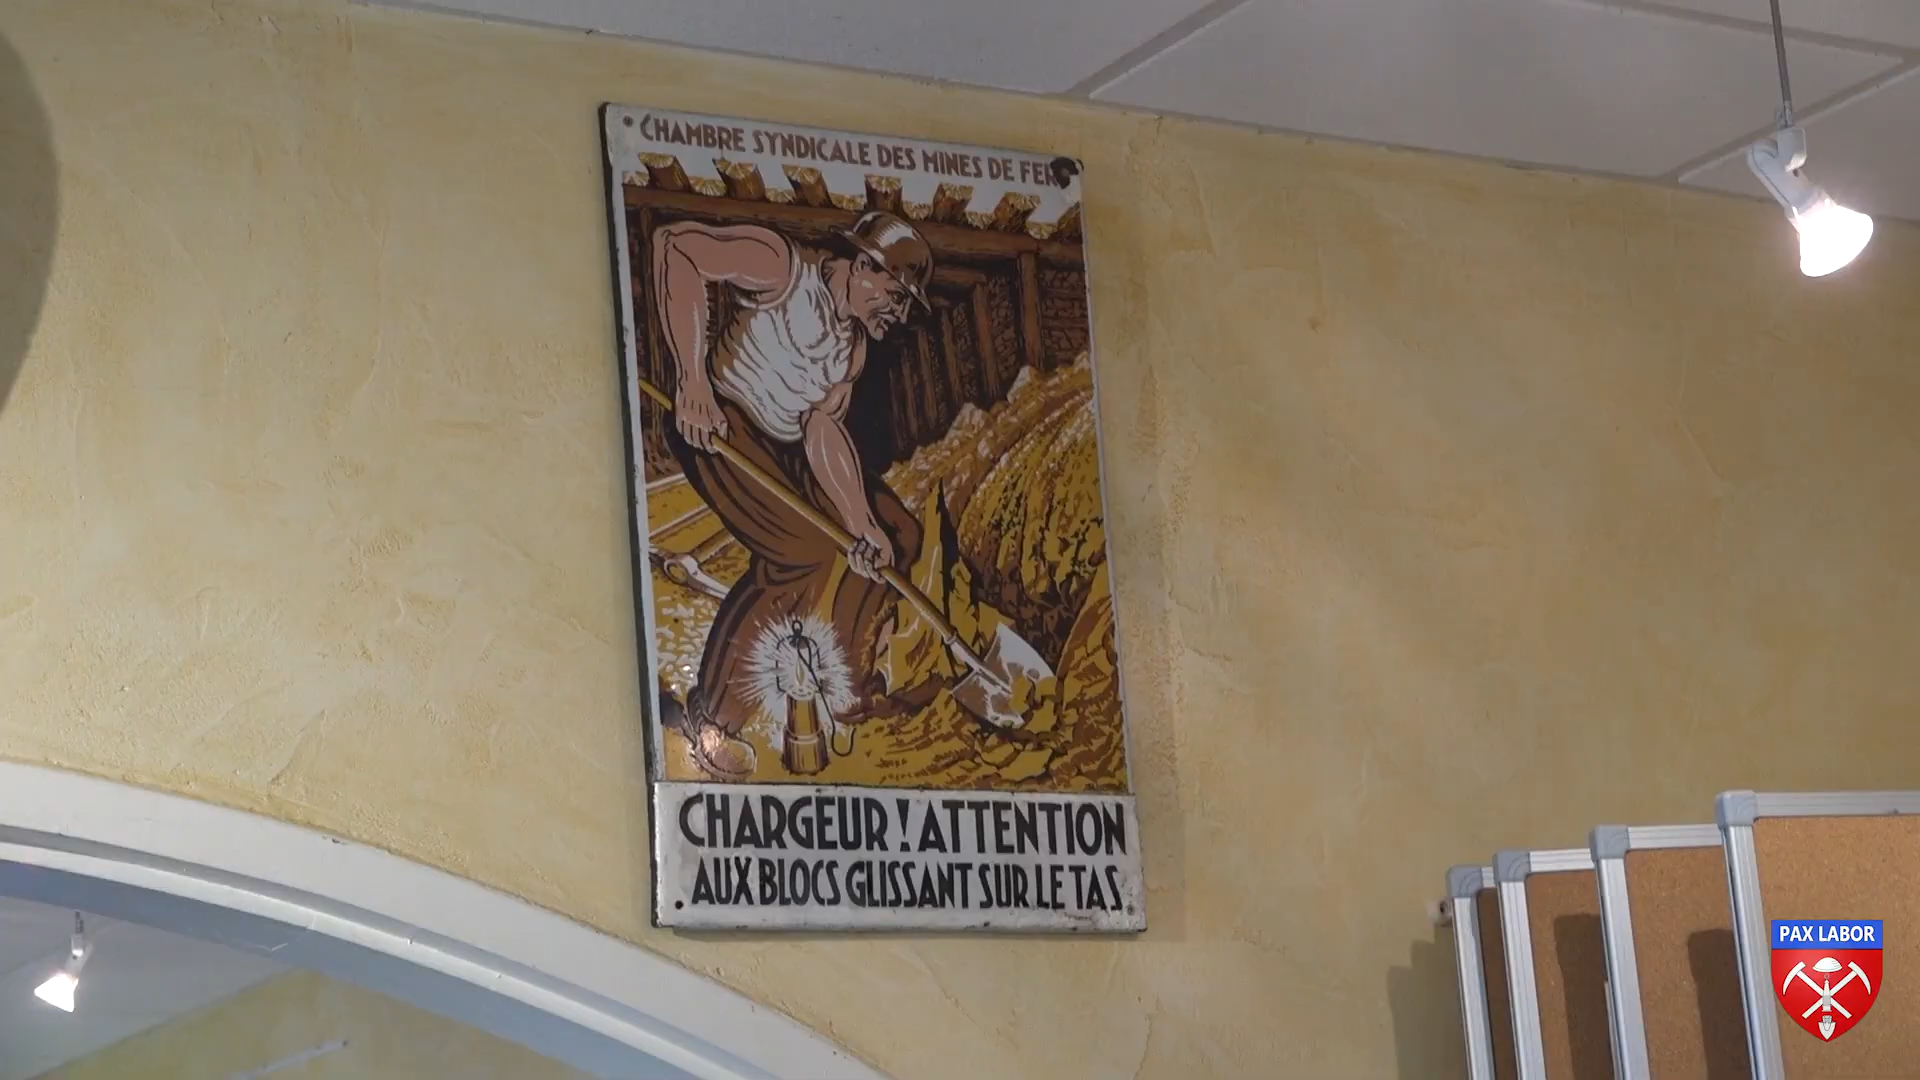 CHAMBRE SYNDICALE DES MINES DE FER
CHARGEUR ! ATTENTION
AUX BLOCS GLISSANT SUR LE TAS
PAX LABOR